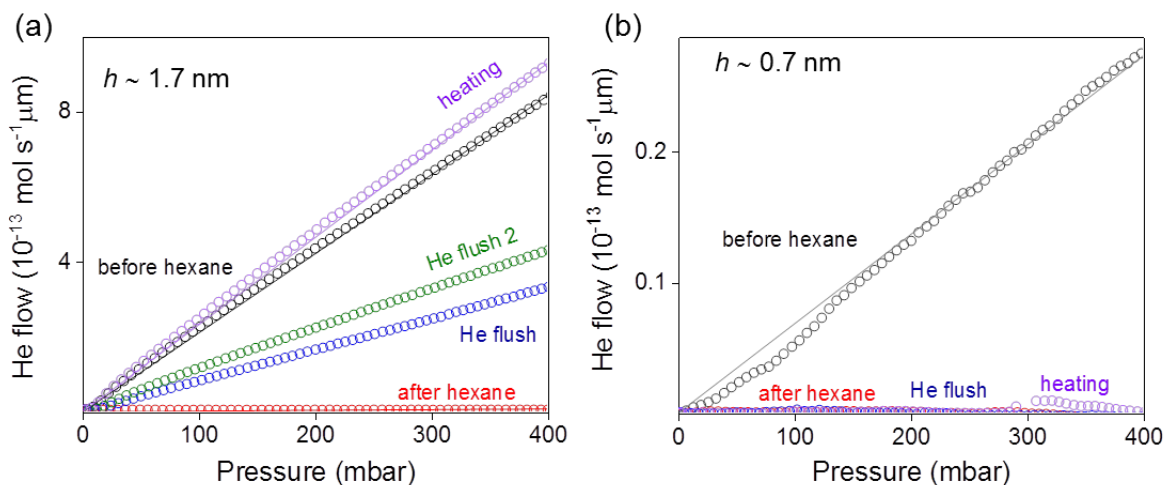 (a)
h ~ 1.7 nm
heating
8
He flush 2
before hexane
4
He flush
after hexane
He flow (10⁻¹³ mol s⁻¹μm)
0
100
200
300
400
Pressure (mbar)
(b)
h ~ 0.7 nm
0.2
before hexane
0.1
after hexane
He flush
heating
He flow (10⁻¹³ mol s⁻¹μm)
0
100
200
300
400
Pressure (mbar)